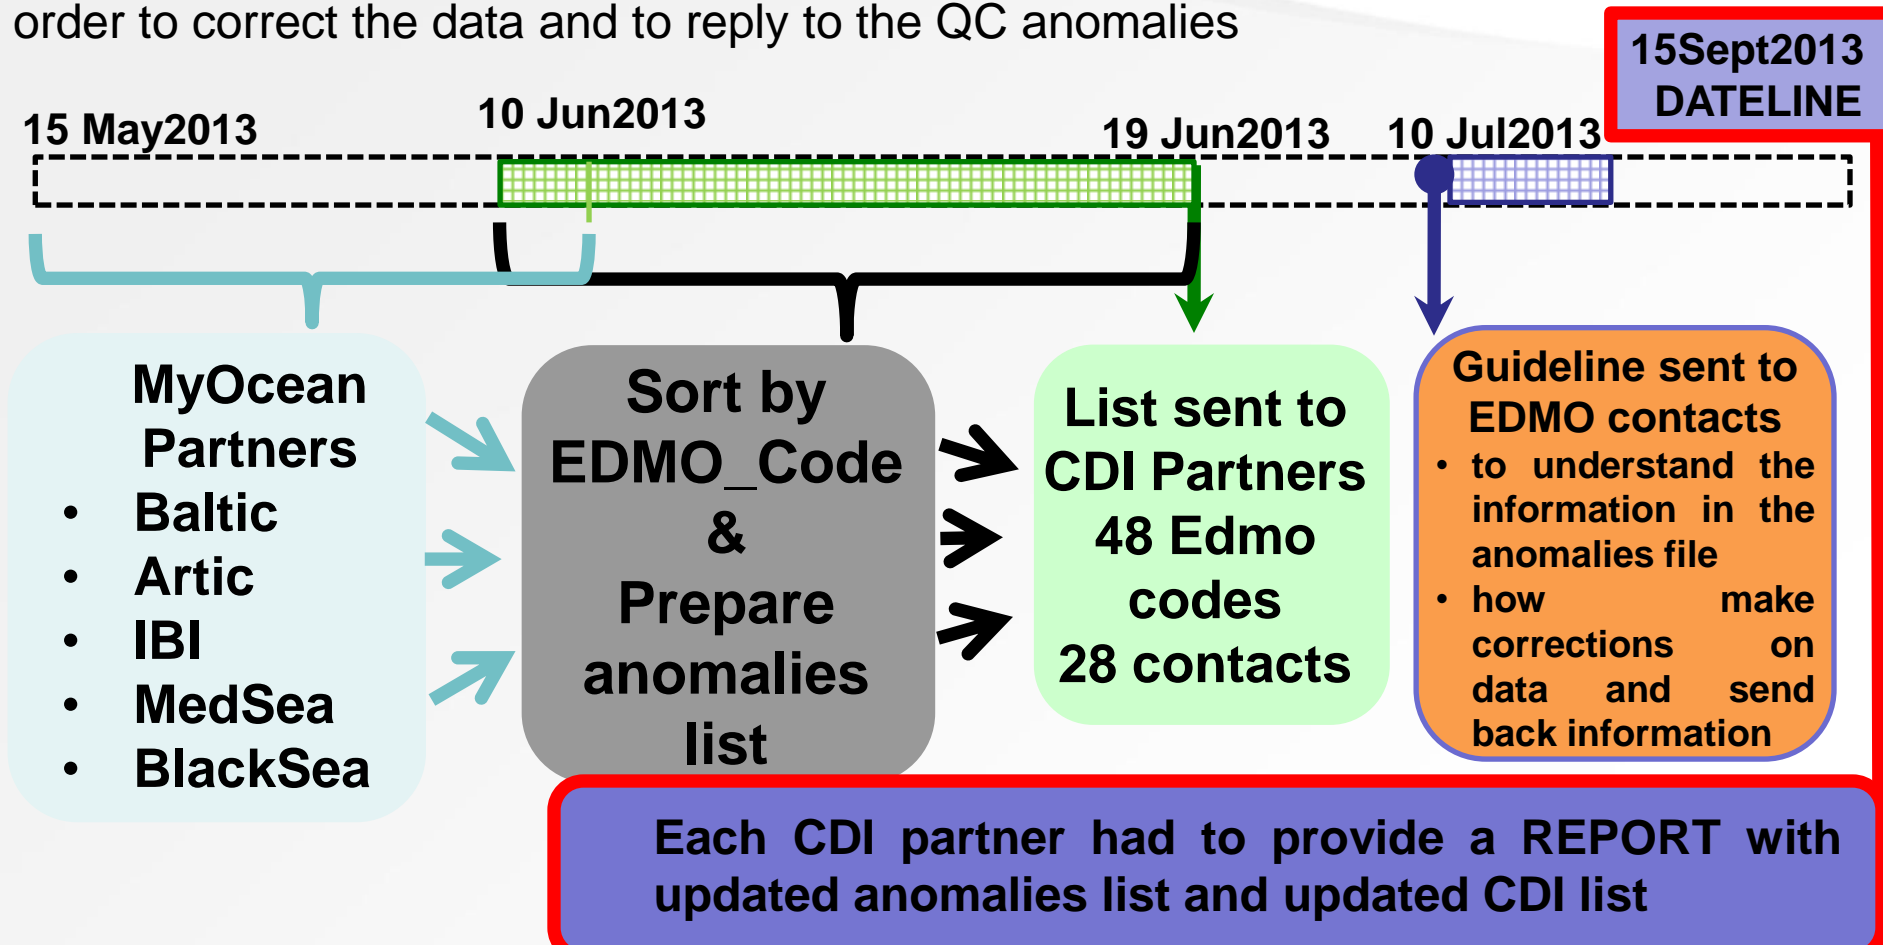 order to correct the data and to reply to the QC anomalies
15Sept2013
DATELINE
15 May2013
10 Jun2013
19 Jun2013
10 Jul2013
MyOcean
Partners
• Baltic
• Artic
• IBI
• MedSea
• BlackSea
Sort by
EDMO_Code
&
Prepare
anomalies
list
List sent to
CDI Partners
48 Edmo
codes
28 contacts
Guideline sent to
EDMO contacts
• to understand the
information in the
anomalies file
• how make
corrections on
data and send
back information
Each CDI partner had to provide a REPORT with
updated anomalies list and updated CDI list